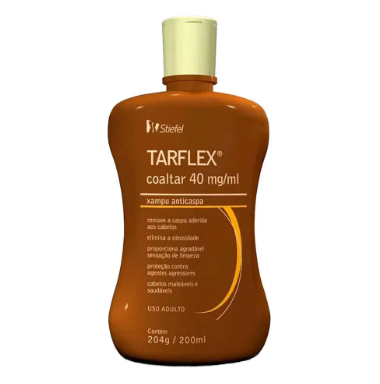 Stiefel
TARFLEX®
coaltar 40 mg/ml
xampu anticaspa
remove a caspa aderida
aos cabelos
elimina a oleosidade
proporciona agradável
sensação de limpeza
proteção contra
agentes agressores
cabelos maleáveis e
saudáveis
USO ADULTO
Contém
204g / 200ml